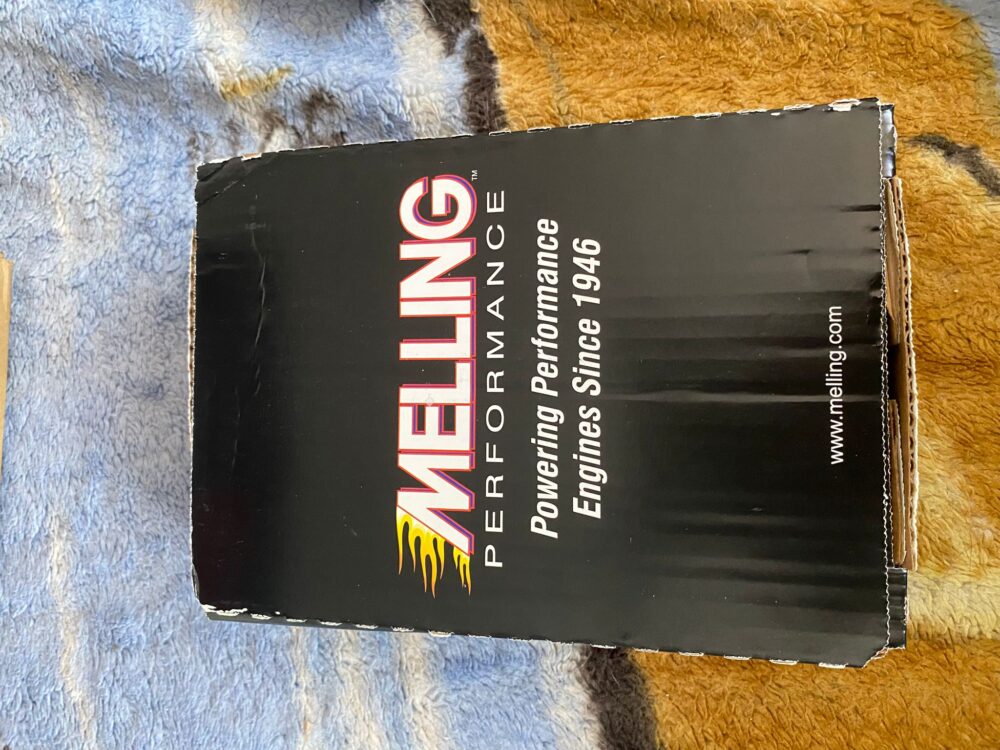 MELLING™
PERFORMANCE
Powering Performance
Engines Since 1946
www.melling.com